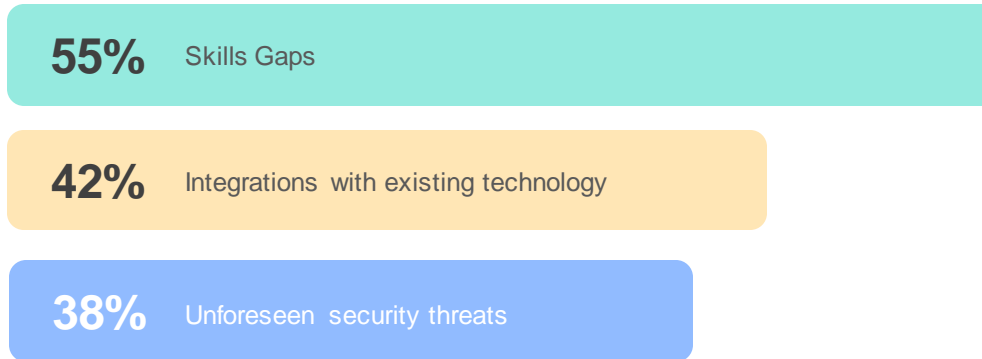 55% Skills Gaps
42% Integrations with existing technology
38% Unforeseen security threats